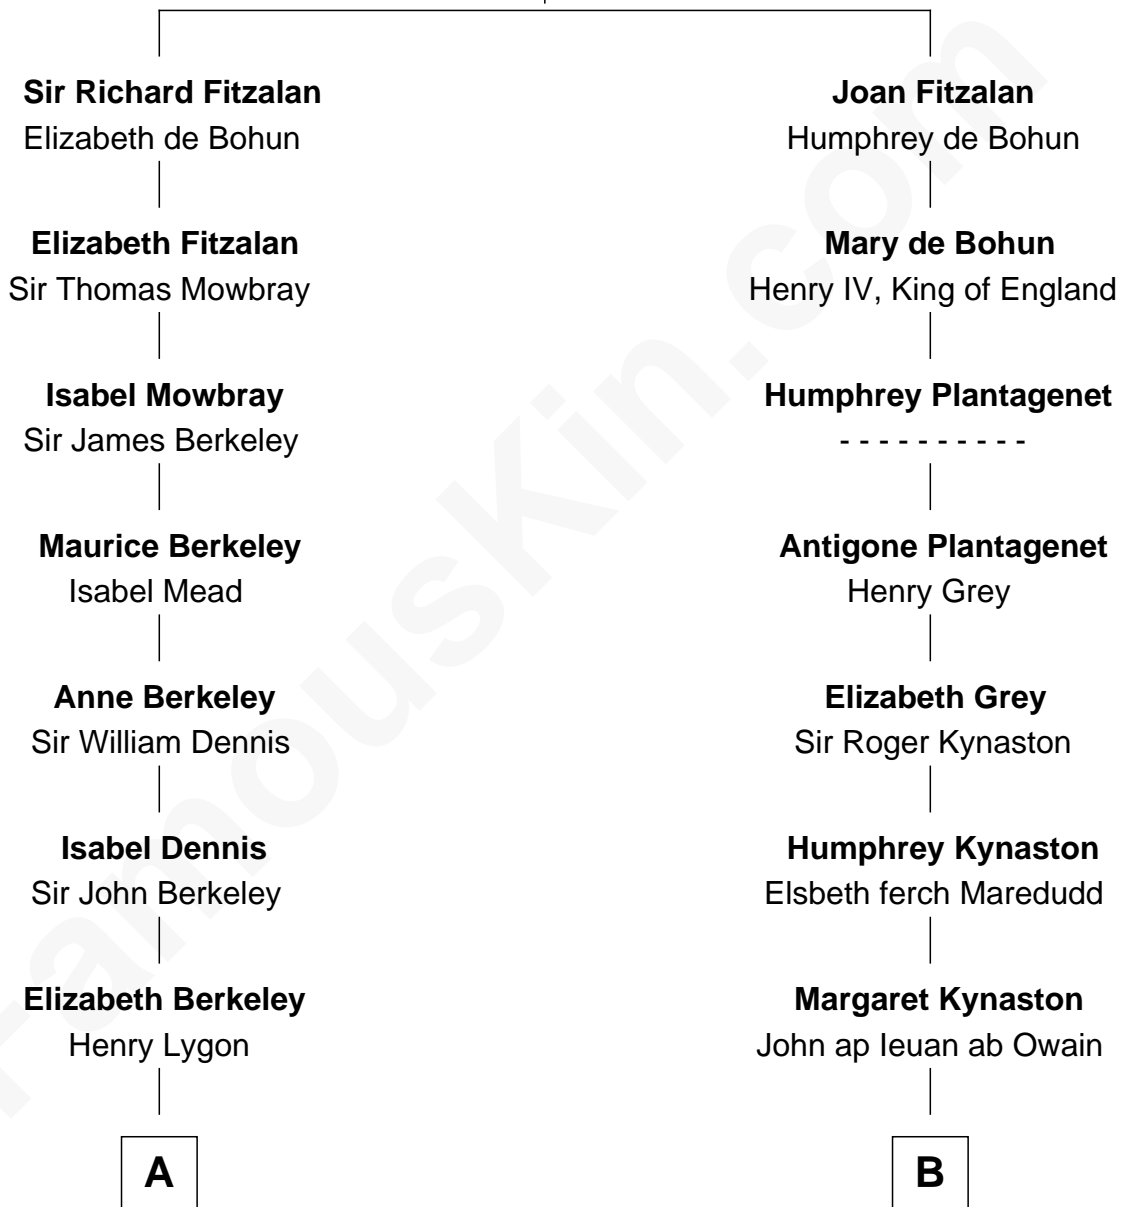 Sir Richard Fitzalan
Elizabeth de Bohun
Elizabeth Fitzalan
Sir Thomas Mowbray
Isabel Mowbray
Sir James Berkeley
Maurice Berkeley
Isabel Mead
Anne Berkeley
Sir William Dennis
Isabel Dennis
Sir John Berkeley
Elizabeth Berkeley
Henry Lygon
A
Joan Fitzalan
Humphrey de Bohun
Mary de Bohun
Henry IV, King of England
Humphrey Plantagenet
- - - - - - - - - -
Antigone Plantagenet
Henry Grey
Elizabeth Grey
Sir Roger Kynaston
Humphrey Kynaston
Elsbeth ferch Maredudd
Margaret Kynaston
John ap Ieuan ab Owain
B
FamousKin.com